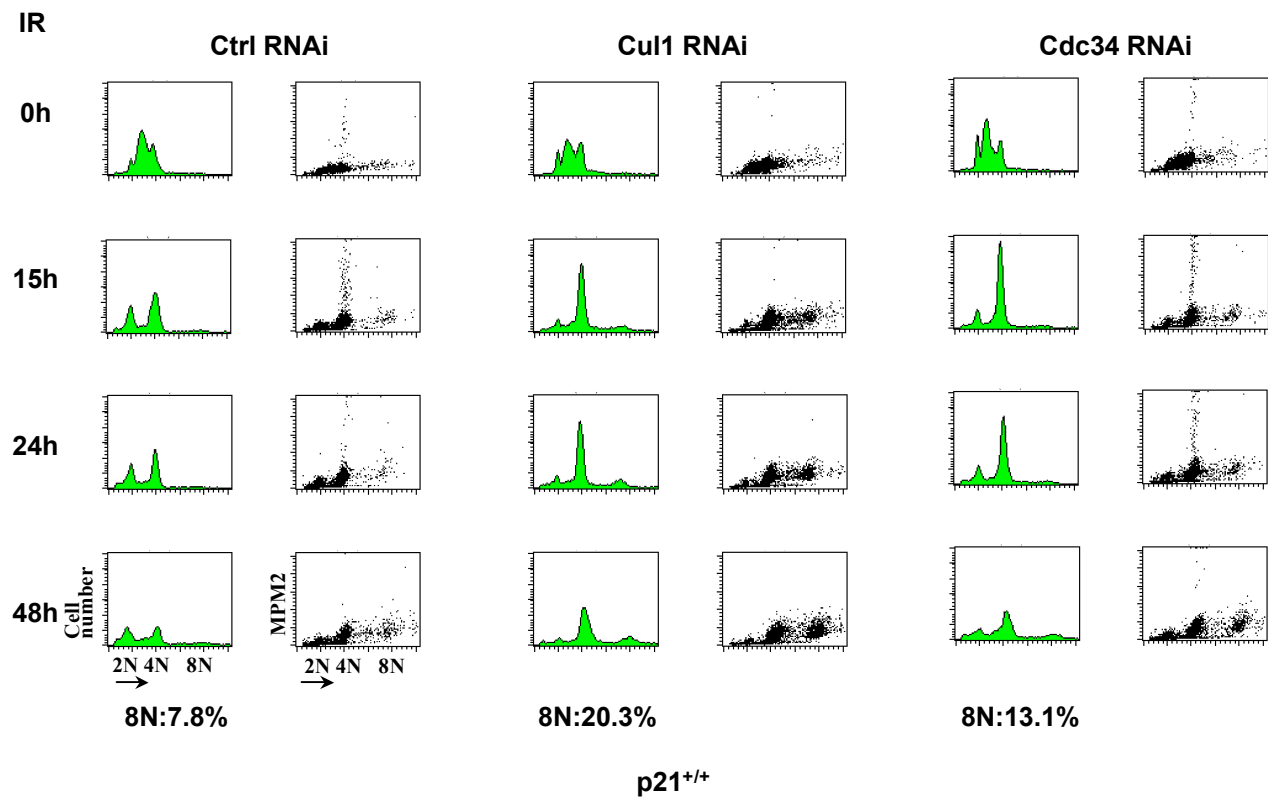 IR
Ctrl RNAi Cul1 RNAi Cdc34 RNAi
0h
15h
24h
48h
Cell
number
MPM2
2N 4N 8N
2N 4N 8N
8N:7.8% 8N:20.3% 8N:13.1%
p21+/+